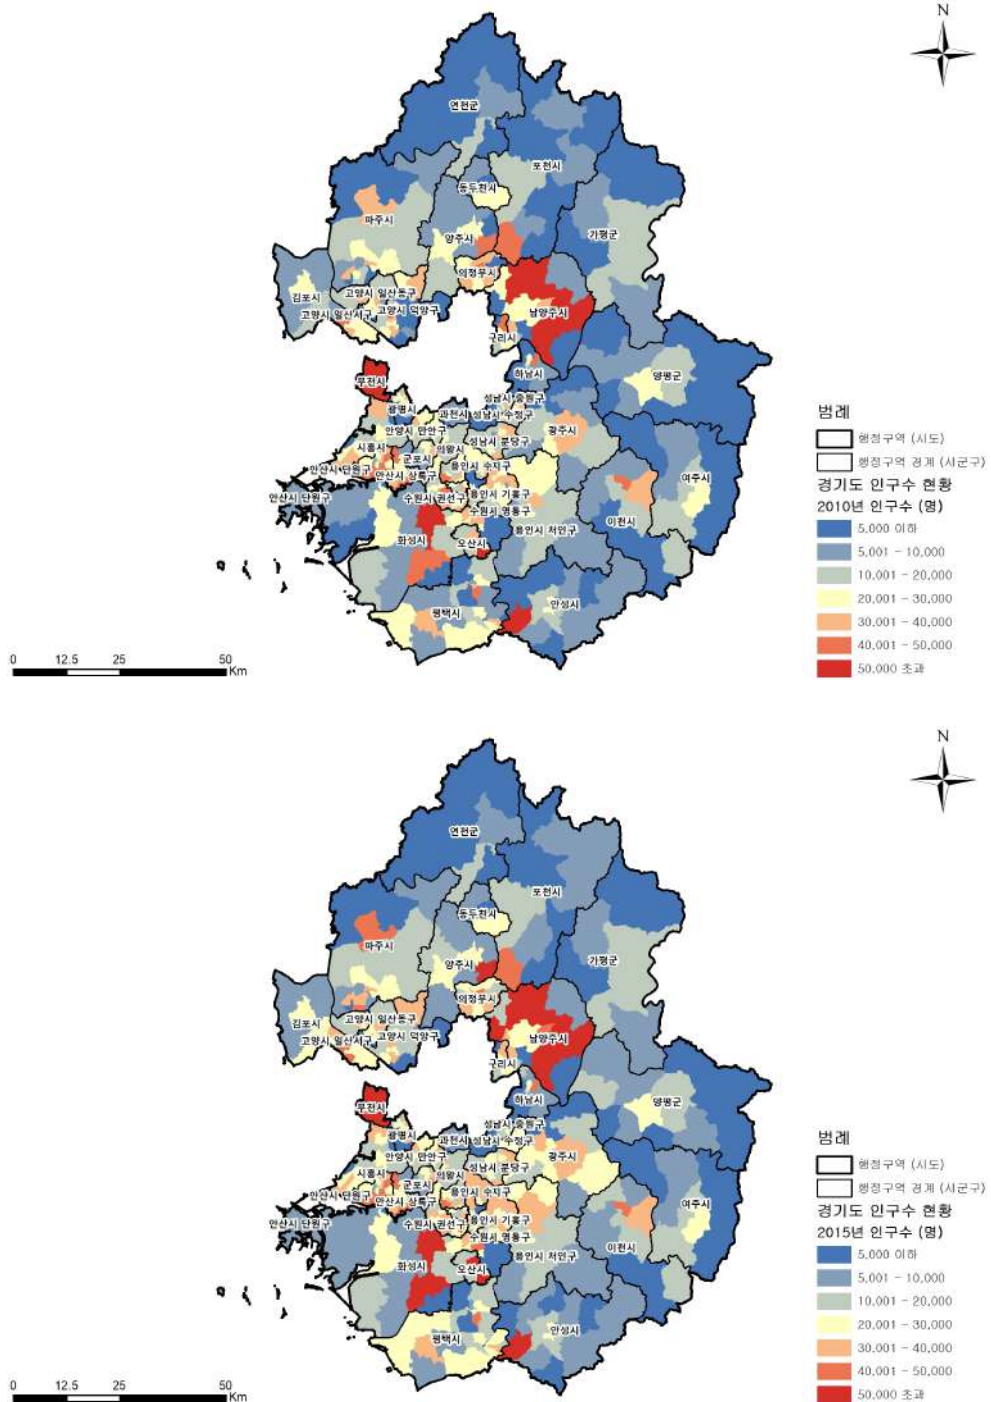 N
연천군
포천시
동두천시
파주시
가평군
양주시
의정부시
김포시
고양시 일산동구
고양시 일산서구
고양시 덕양구
남양주시
구리시
하남시
양평군
부천시
광명시
과천시
성남시 중원구
성남시 수정구
안양시 만안구
광주시
시흥시
군포시
의왕시
성남시 분당구
안산시 단원구
안산시 상록구
용인시 수지구
안산시 단원구
수원시 권선구
용인시 기흥구
수원시 영통구
여주시
이천시
화성시
오산시
용인시 처인구
평택시
안성시
범례
행정구역 (시도)
행정구역 경계 (시군구)
경기도 인구수 현황
2010년 인구수 (명)
5,000 이하
5,001 - 10,000
10,001 - 20,000
20,001 - 30,000
30,001 - 40,000
40,001 - 50,000
50,000 초과
0 12.5 25 50
Km
N
연천군
포천시
동두천시
파주시
가평군
양주시
의정부시
김포시
고양시 일산동구
고양시 일산서구
고양시 덕양구
남양주시
구리시
하남시
양평군
부천시
광명시
과천시
성남시 중원구
성남시 수정구
안양시 만안구
광주시
시흥시
군포시
의왕시
성남시 분당구
안산시 단원구
안산시 상록구
용인시 수지구
안산시 단원구
수원시 권선구
용인시 기흥구
수원시 영통구
여주시
이천시
화성시
오산시
용인시 처인구
평택시
안성시
범례
행정구역 (시도)
행정구역 경계 (시군구)
경기도 인구수 현황
2015년 인구수 (명)
5,000 이하
5,001 - 10,000
10,001 - 20,000
20,001 - 30,000
30,001 - 40,000
40,001 - 50,000
50,000 초과
0 12.5 25 50
Km